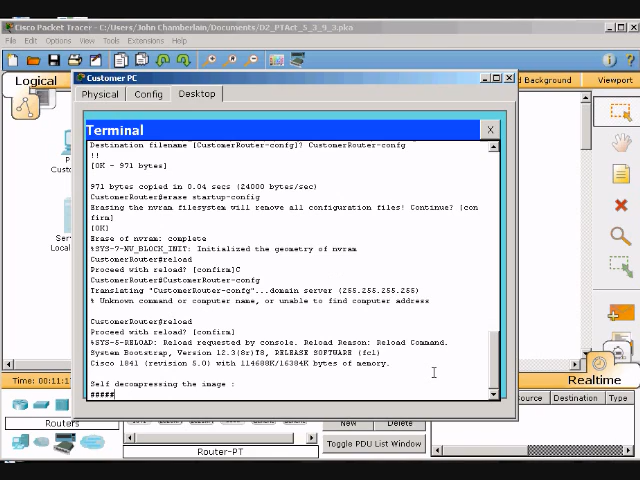 Cisco Packet Tracer - C:/Users/John Chamberlain/Documents/D2_PTAct_5_3_9_3.pka
File Edit Options View Tools Extensions Help
Logical
Background
Viewport
Customer PC
Physical Config Desktop
Terminal
X
Destination filename [CustomerRouter-confg]? CustomerRouter-confg
!!
[OK - 971 bytes]
971 bytes copied in 0.04 secs (24000 bytes/sec)
CustomerRouter#erase startup-config
Erasing the nvram filesystem will remove all configuration files! Continue? [con
firm]
[OK]
Erase of nvram: complete
%SYS-7-NV_BLOCK_INIT: Initialized the geometry of nvram
CustomerRouter#reload
Proceed with reload? [confirm]C
CustomerRouter#CustomerRouter-confg
Translating "CustomerRouter-confg"...domain server (255.255.255.255)
% Unknown command or computer name, or unable to find computer address
CustomerRouter#reload
Proceed with reload? [confirm]
%SYS-5-RELOAD: Reload requested by console. Reload Reason: Reload Command.
System Bootstrap, Version 12.3(8r)T8, RELEASE SOFTWARE (fc1)
Cisco 1841 (revision 5.0) with 114688K/16384K bytes of memory.
Self decompressing the image :
#####
P
Custo
Se
Lo
Time: 00:11:1
Realtime
Routers
New Delete
Toggle PDU List Window
Router-PT
Source Destination Type